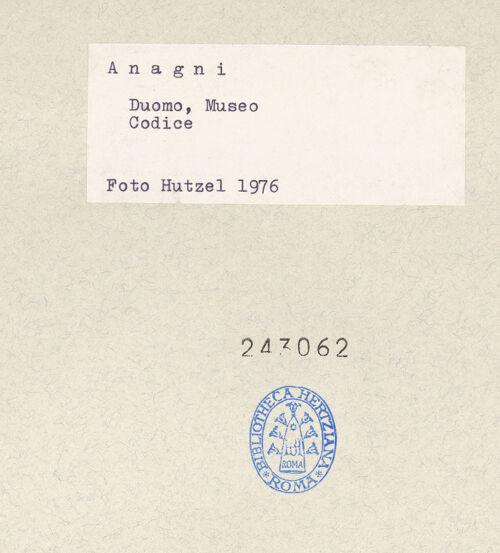 Anagni
Duomo, Museo
Codice
Foto Hutzel 1976
243062
BIBLIOTHECA HERTZIANA
ROMA
ROMA